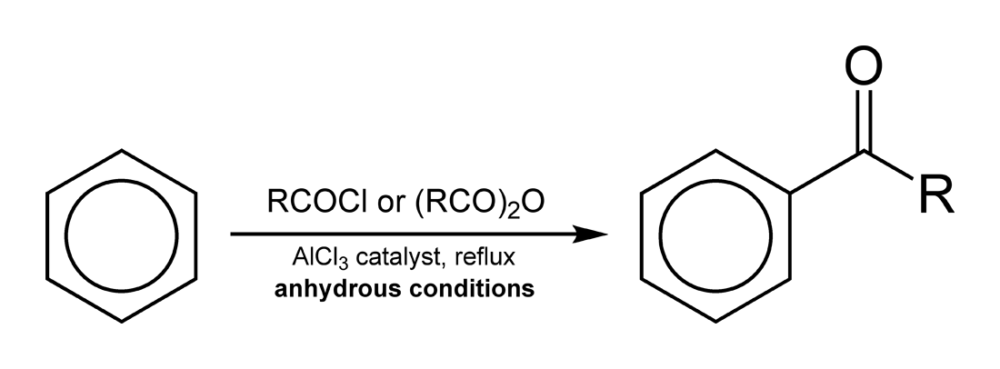 O
RCOCl or (RCO)₂O
R
AlCl₃ catalyst, reflux
anhydrous conditions